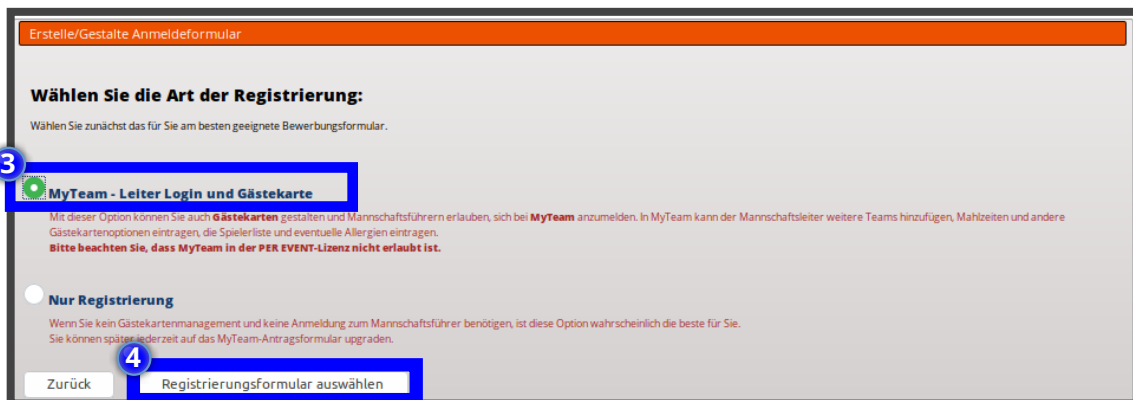 Erstelle/Gestalte Anmeldeformular
Wählen Sie die Art der Registrierung:
Wählen Sie zunächst das für Sie am besten geeignete Bewerbungsformular.
3
MyTeam - Leiter Login und Gästekarte
Mit dieser Option können Sie auch Gästekarten gestalten und Mannschaftsführern erlauben, sich bei MyTeam anzumelden. In MyTeam kann der Mannschaftsleiter weitere Teams hinzufügen, Mahlzeiten und andere
Gästekartenoptionen eintragen, die Spielerliste und eventuelle Allergien eintragen.
Bitte beachten Sie, dass MyTeam in der PER EVENT-Lizenz nicht erlaubt ist.
Nur Registrierung
Wenn Sie kein Gästekartenmanagement und keine Anmeldung zum Mannschaftsführer benötigen, ist diese Option wahrscheinlich die beste für Sie.
Sie können später jederzeit auf das MyTeam-Antragsformular upgraden.
4
Zurück Registrierungsformular auswählen